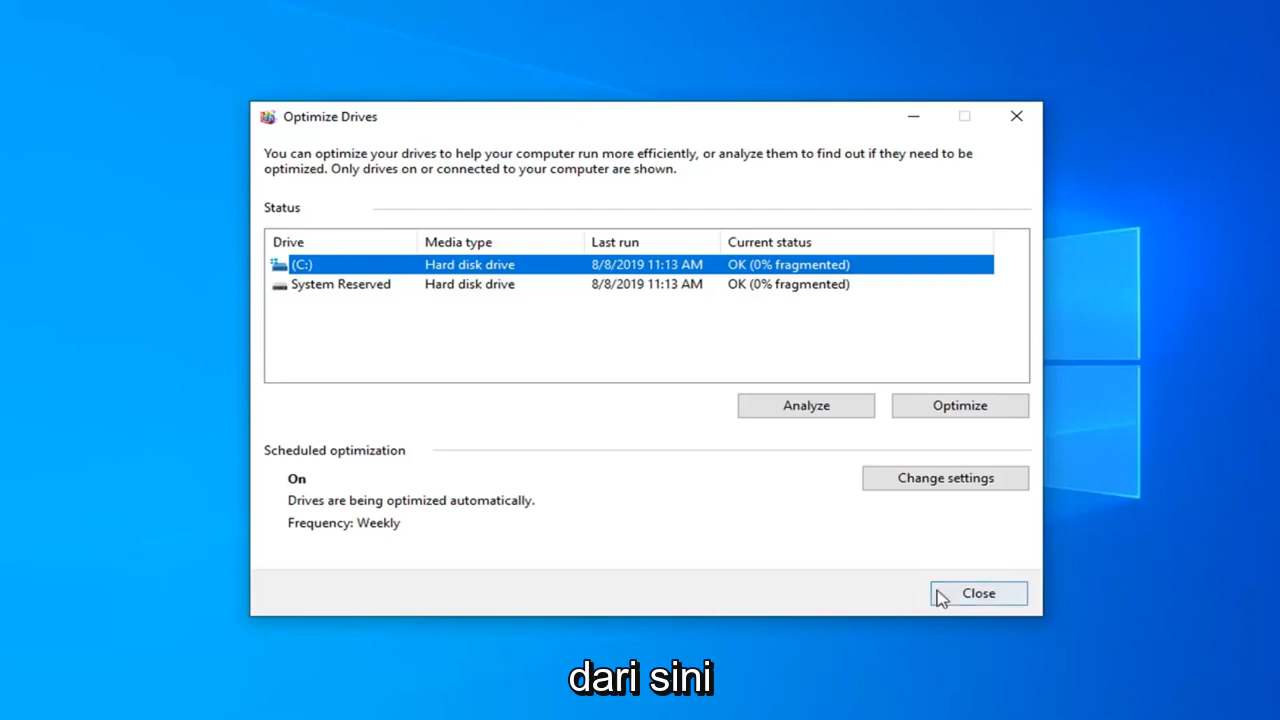 Optimize Drives
You can optimize your drives to help your computer run more efficiently, or analyze them to find out if they need to be
optimized. Only drives on or connected to your computer are shown.
Status
Drive Media type Last run Current status
(C:) Hard disk drive 8/8/2019 11:13 AM OK (0% fragmented)
System Reserved Hard disk drive 8/8/2019 11:13 AM OK (0% fragmented)
Analyze Optimize
Scheduled optimization
On
Change settings
Drives are being optimized automatically.
Frequency: Weekly
Close
dari sini